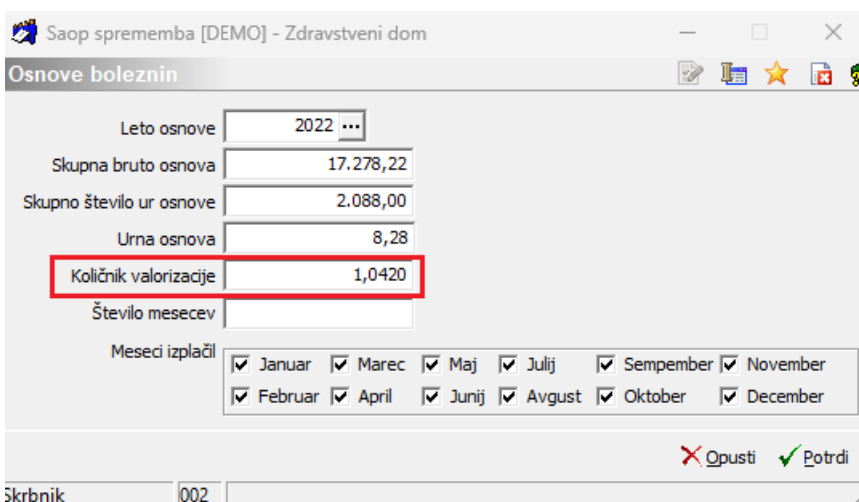 Saop sprememba [DEMO] - Zdravstveni dom
Osnove boleznin
Leto osnove 2022 ...
Skupna bruto osnova 17.278,22
Skupno število ur osnove 2.088,00
Urna osnova 8,28
Količnik valorizacije 1,0420
Število mesecev
Meseci izplačil
Januar Marec Maj Julij Sempember November
Februar April Junij Avgust Oktober December
Opusti Potrdi
Skrbnik 002